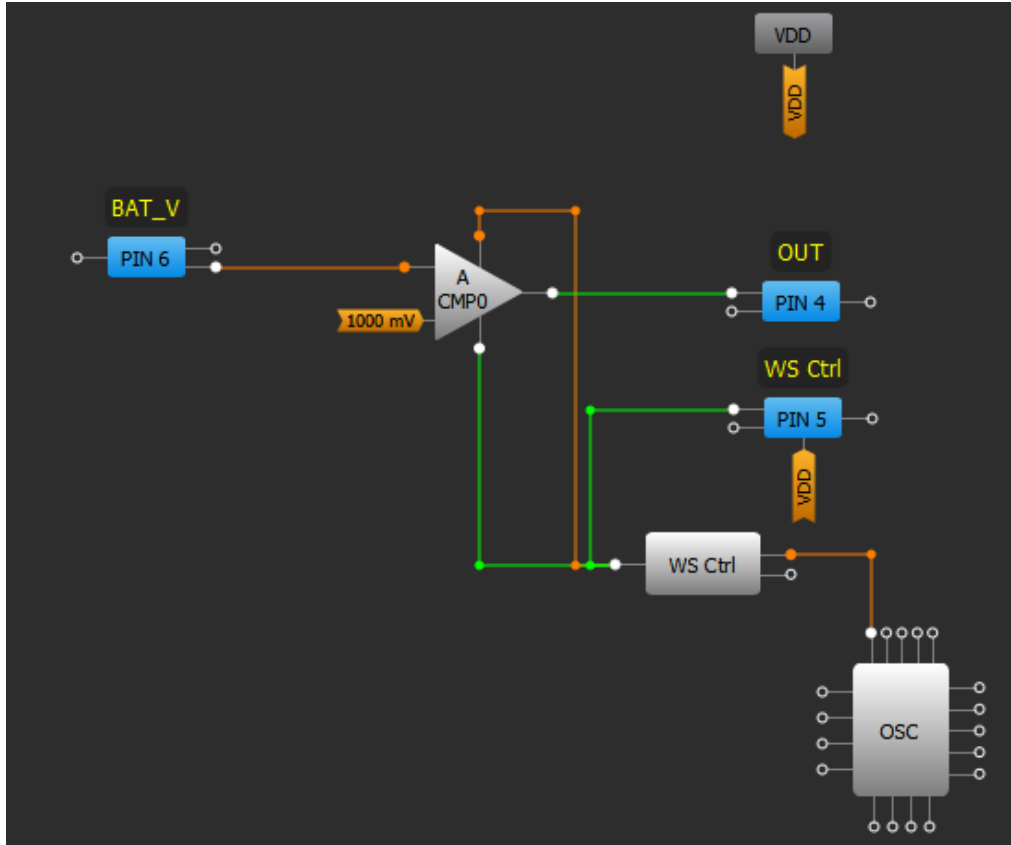 VDD
VDD
BAT_V
PIN 6
A
CMP0
1000 mV
OUT
PIN 4
WS Ctrl
PIN 5
VDD
WS Ctrl
OSC